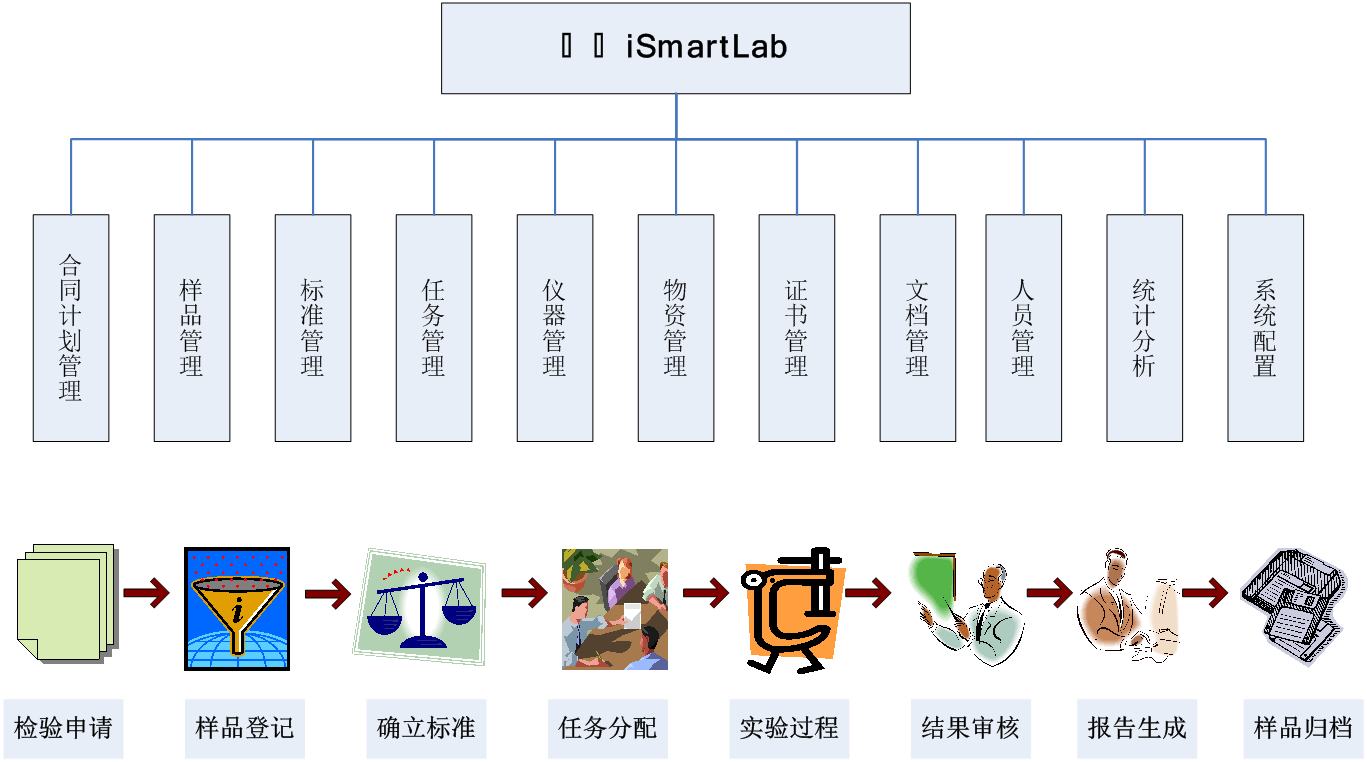 iSmartLab
合同计划管理
样品管理
标准管理
任务管理
仪器管理
物资管理
证书管理
文档管理
人员管理
统计分析
系统配置
i
检验申请
样品登记
确立标准
任务分配
实验过程
结果审核
报告生成
样品归档